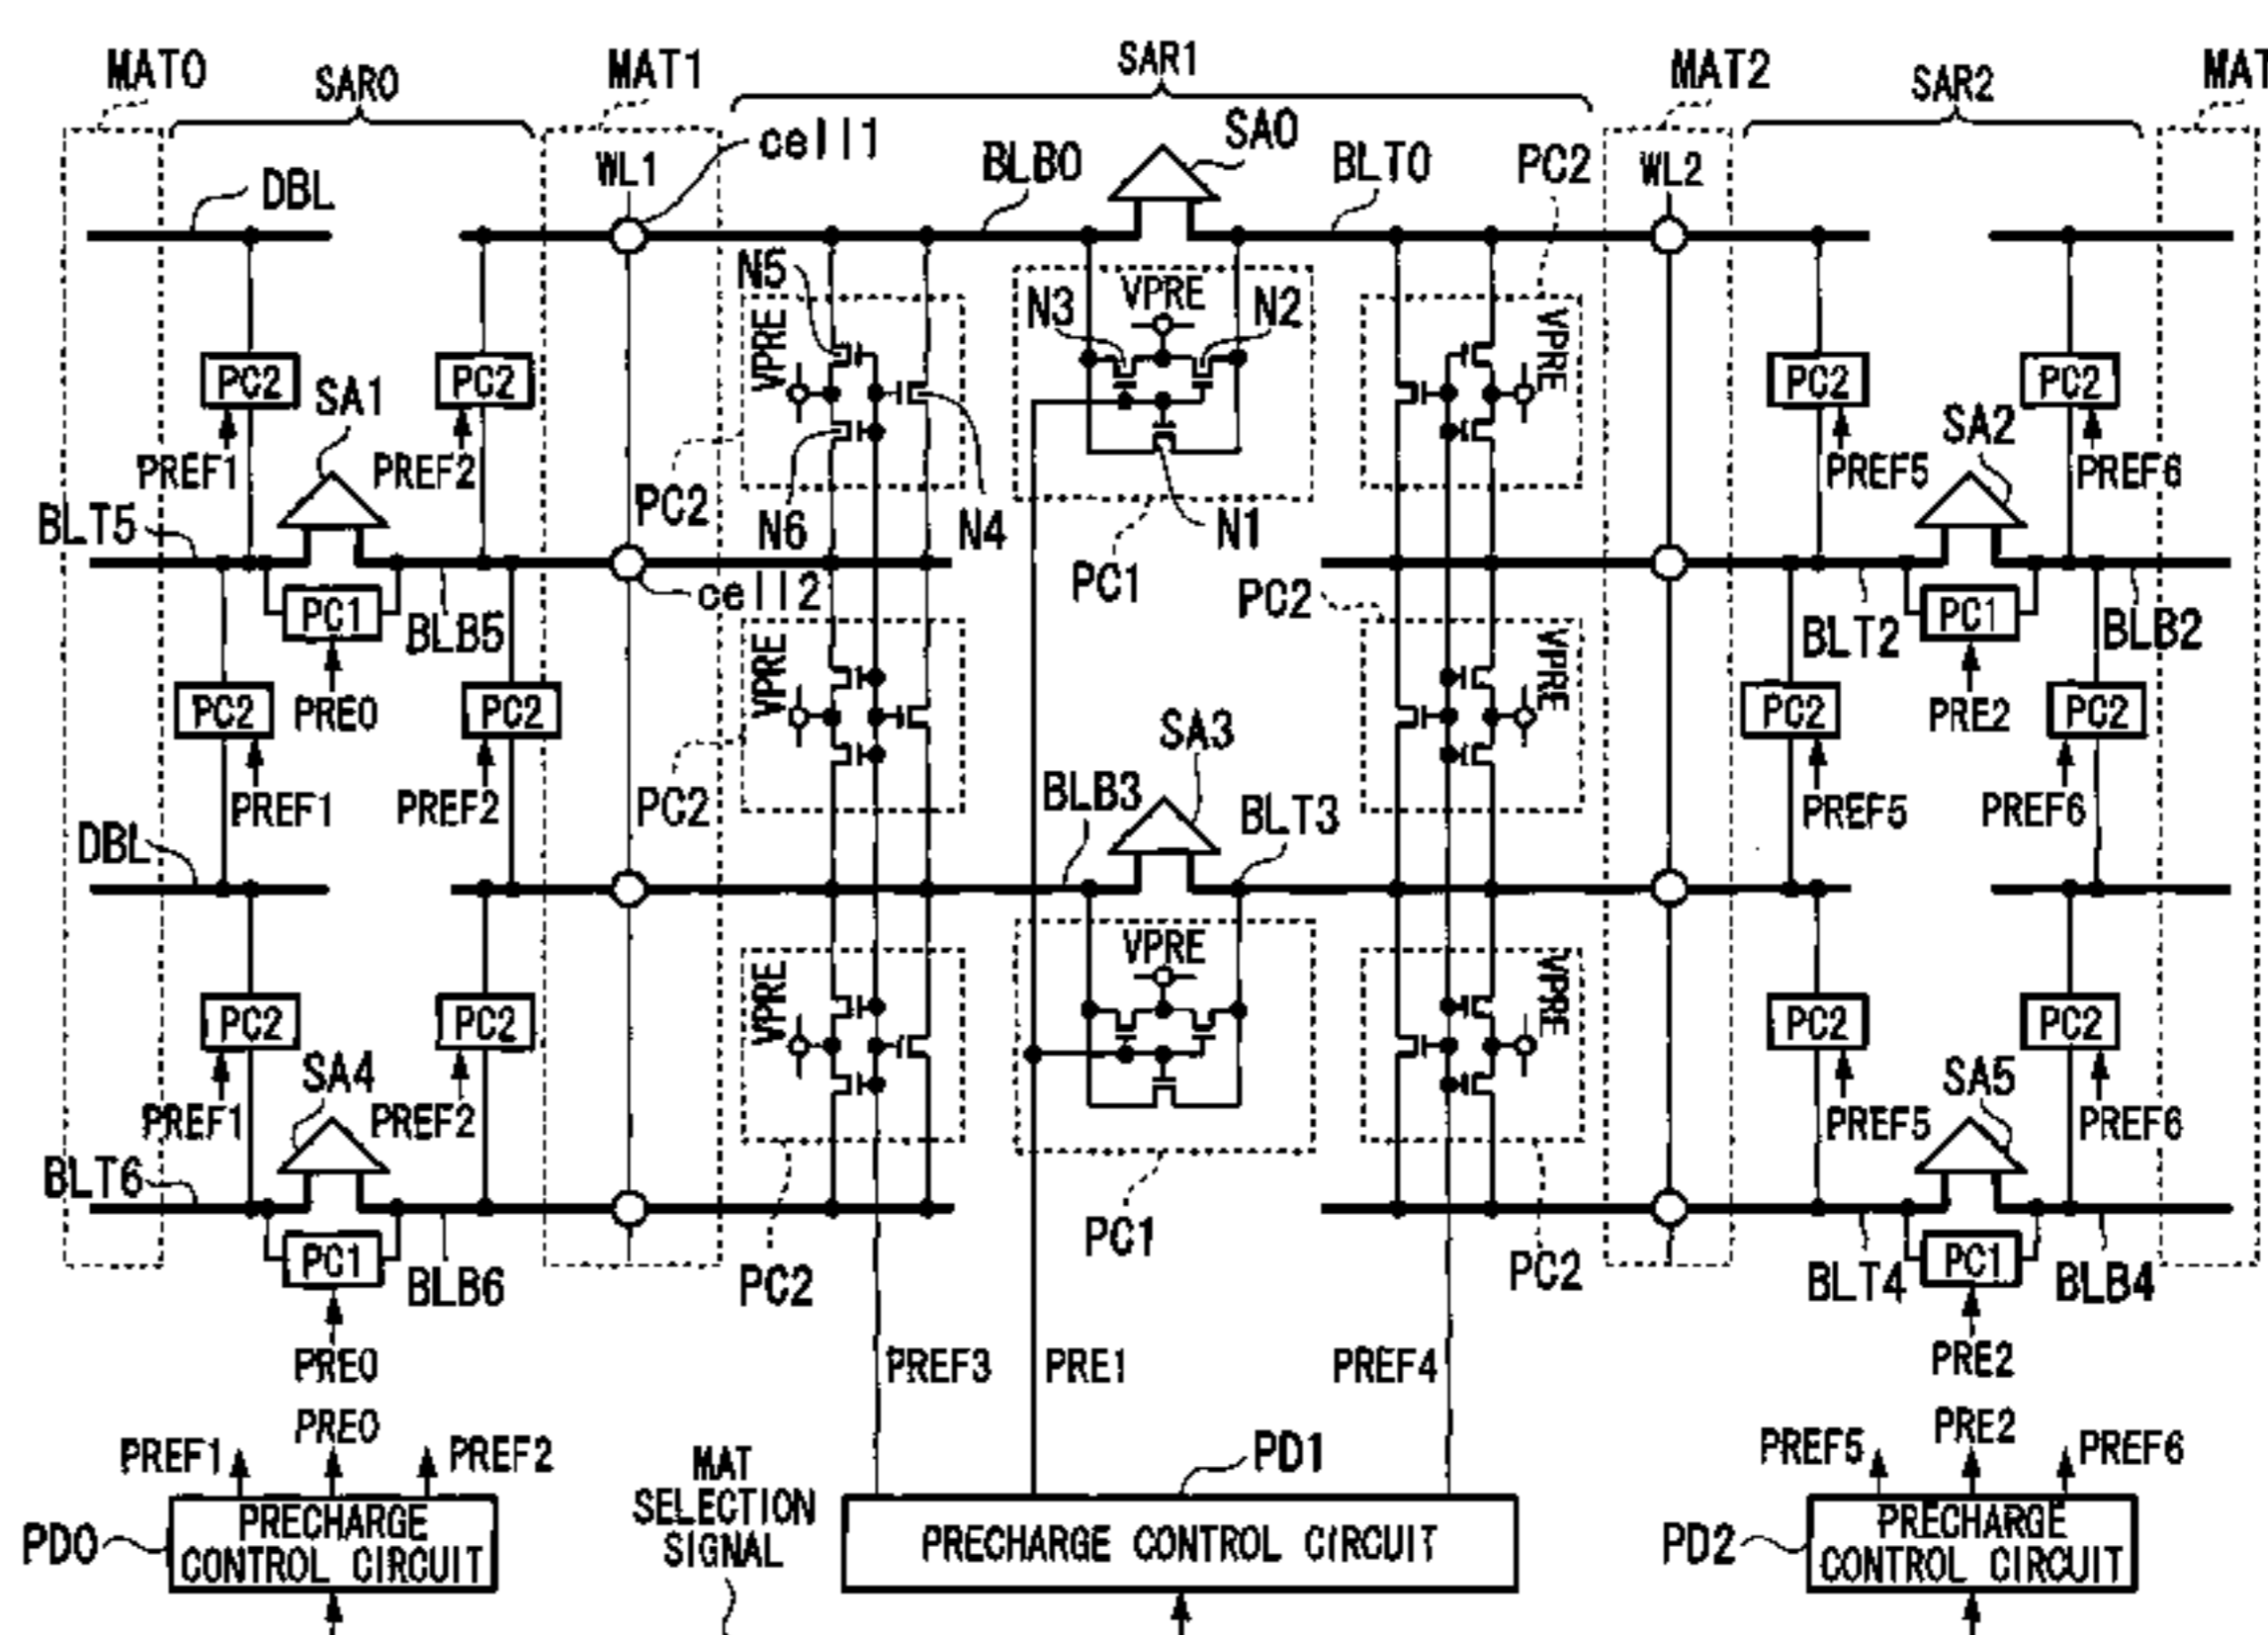 MAT0
SAR0
MAT1
SAR1
MAT2
SAR2
MAT
DBL
WL1
cell1
BLB0
SA0
BLT0
PC2
WL2
N5
VPRE
N3
VPRE
N2
VPRE
PC2
SA1
PC2
PC2
SA2
PC2
PREF1
PREF2
PC2
N6
N4
N1
PREF5
PREF6
BLT5
PC1
PC2
cell2
PC1
BLB5
BLT2
PC1
BLB2
VPRE
VPRE
PC2
PRE0
PC2
PC2
PRE2
PC2
SA3
PREF1
PREF2
PC2
BLB3
BLT3
PREF5
PREF6
DBL
VPRE
VPRE
VPRE
PC2
PC2
PC2
PC2
SA4
SA5
PREF1
PREF2
PREF5
PREF6
BLT6
PC1
BLB6
PC2
PC1
PC2
BLT4
PC1
BLB4
PRE0
PREF3
PRE1
PREF4
PRE2
PREF1
PRE0
PREF2
MAT
SELECTION
SIGNAL
PD1
PREF5
PRE2
PREF6
PD0
PRECHARGE
CONTROL CIRCUIT
PRECHARGE CONTROL CIRCUIT
PD2
PRECHARGE
CONTROL CIRCUIT